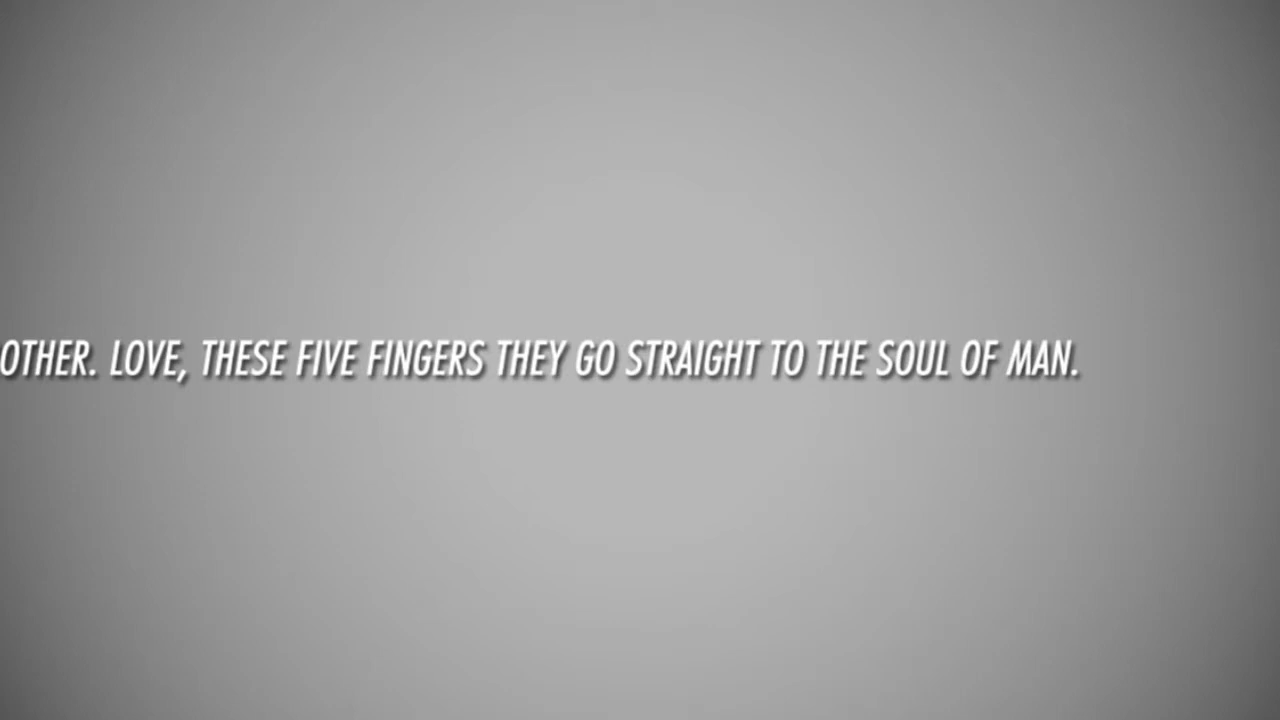 OTHER. LOVE, THESE FIVE FINGERS THEY GO STRAIGHT TO THE SOUL OF MAN.